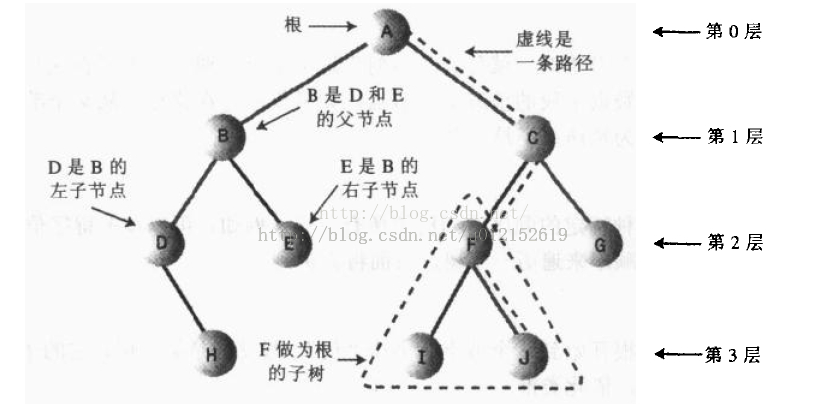 根
A
虚线是
一条路径
第 0 层
B 是 D 和 E
的父节点
B
C
第 1 层
D 是 B 的
左子节点
E 是 B 的
右子节点
http://blog.csdn.net/
http://blog.csdn.net/u012152619
D
E
F
G
第 2 层
H
F 做为根
的子树
I
J
第 3 层